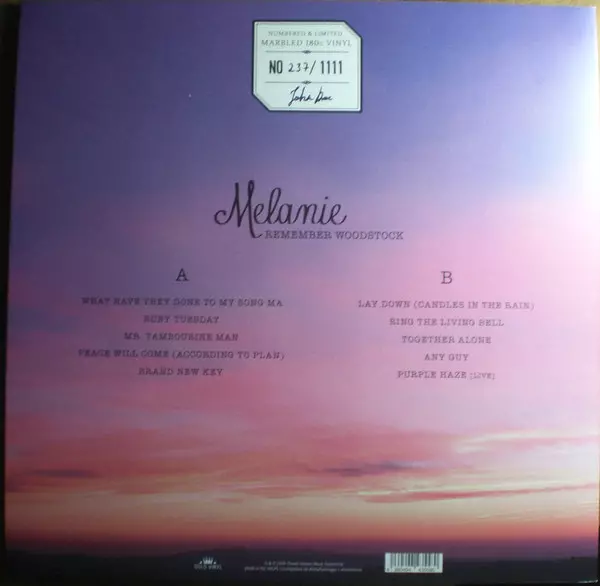 NUMBERED & LIMITED
MARBLED 180G VINYL
NO 237/1111
Melanie
REMEMBER WOODSTOCK
A
WHAT HAVE THEY DONE TO MY SONG MA
RUBY TUESDAY
MR. TAMBOURINE MAN
PEACE WILL COME (ACCORDING TO PLAN)
BRAND NEW KEY
B
LAY DOWN (CANDLES IN THE RAIN)
RING THE LIVING BELL
TOGETHER ALONE
ANY GUY
PURPLE HAZE [LIVE]